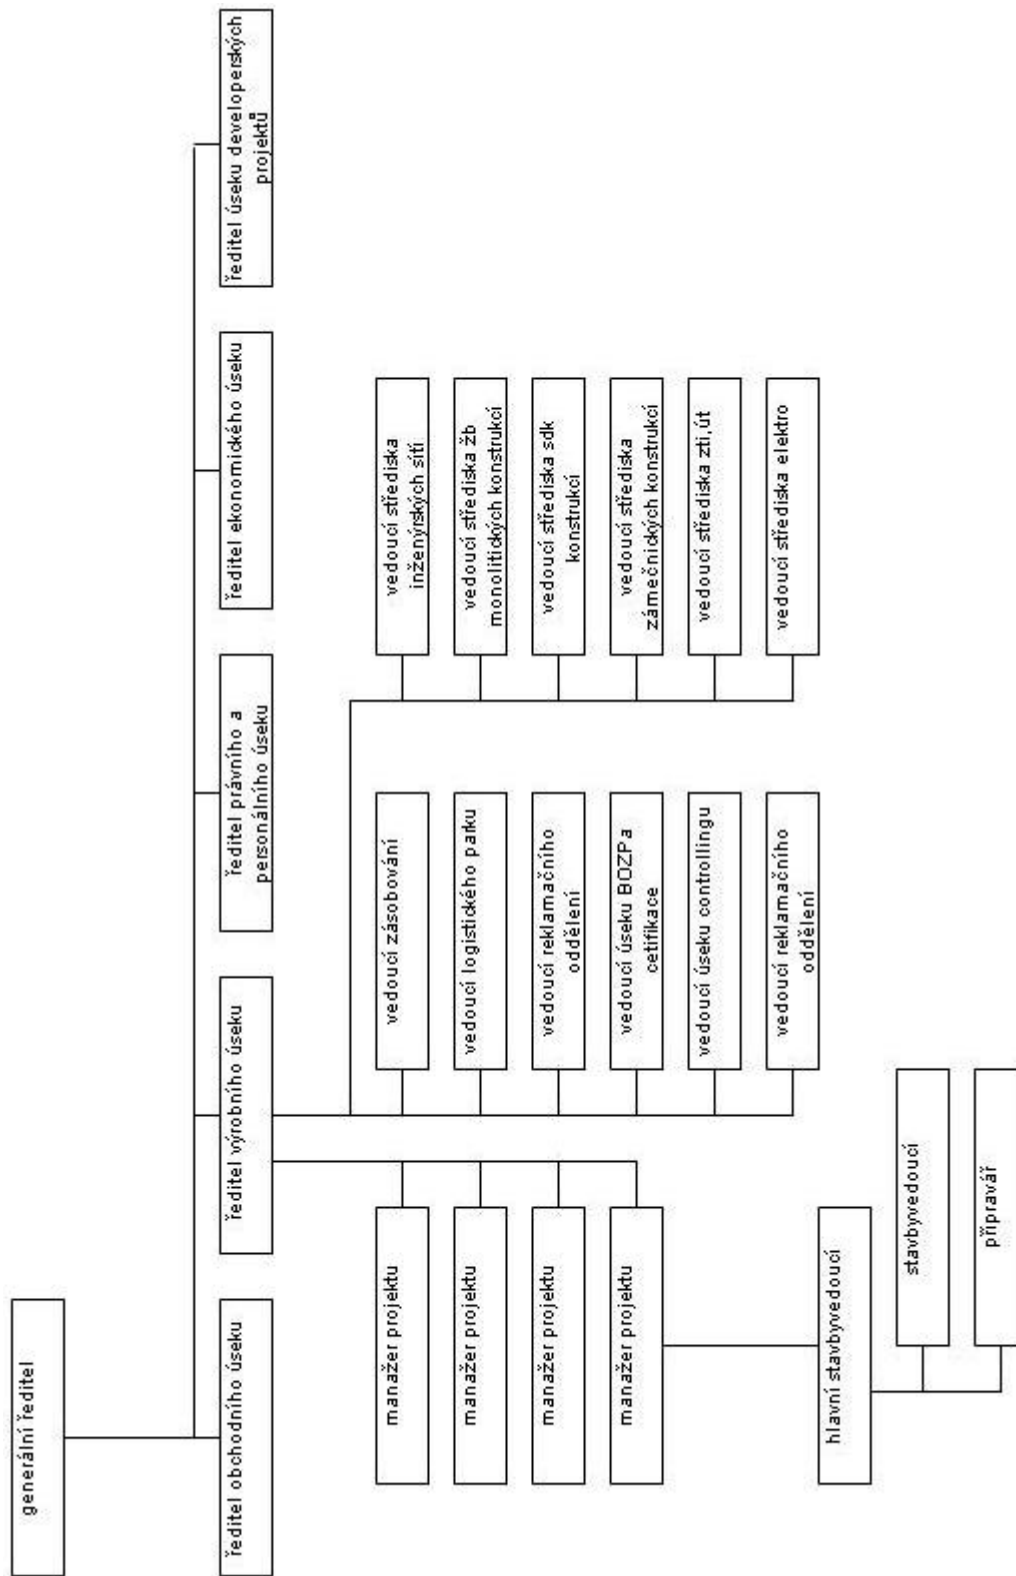 generální ředitel
ředitel obchodního úseku
ředitel výrobního úseku
ředitel právního a
personálního úseku
ředitel ekonomického úseku
ředitel úseku developerských
projektů
manažer projektu
manažer projektu
manažer projektu
manažer projektu
hlavní stavbyvedoucí
stavbyvedoucí
přípravář
vedoucí zásobování
vedoucí logistického parku
vedoucí reklamačního
oddělení
vedoucí úseku BOZP a
cetifikace
vedoucí úseku controllingu
vedoucí reklamačního
oddělení
vedoucí střediska
inženýrských sítí
vedoucí střediska žb
monolitických konstrukcí
vedoucí střediska sdk
konstrukcí
vedoucí střediska
zámečnických konstrukcí
vedoucí střediska zti,út
vedoucí střediska elektro